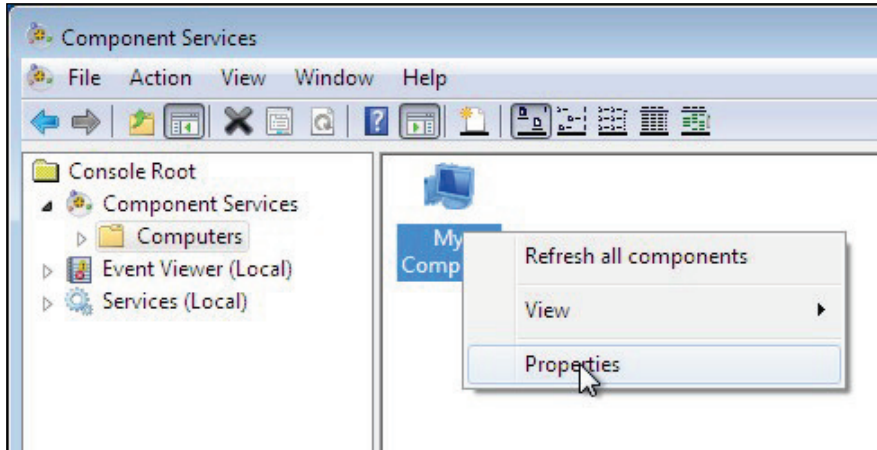 Component Services
File Action View Window Help
Console Root
Component Services
Computers
Event Viewer (Local)
Services (Local)
My
Comp
Refresh all components
View
Properties